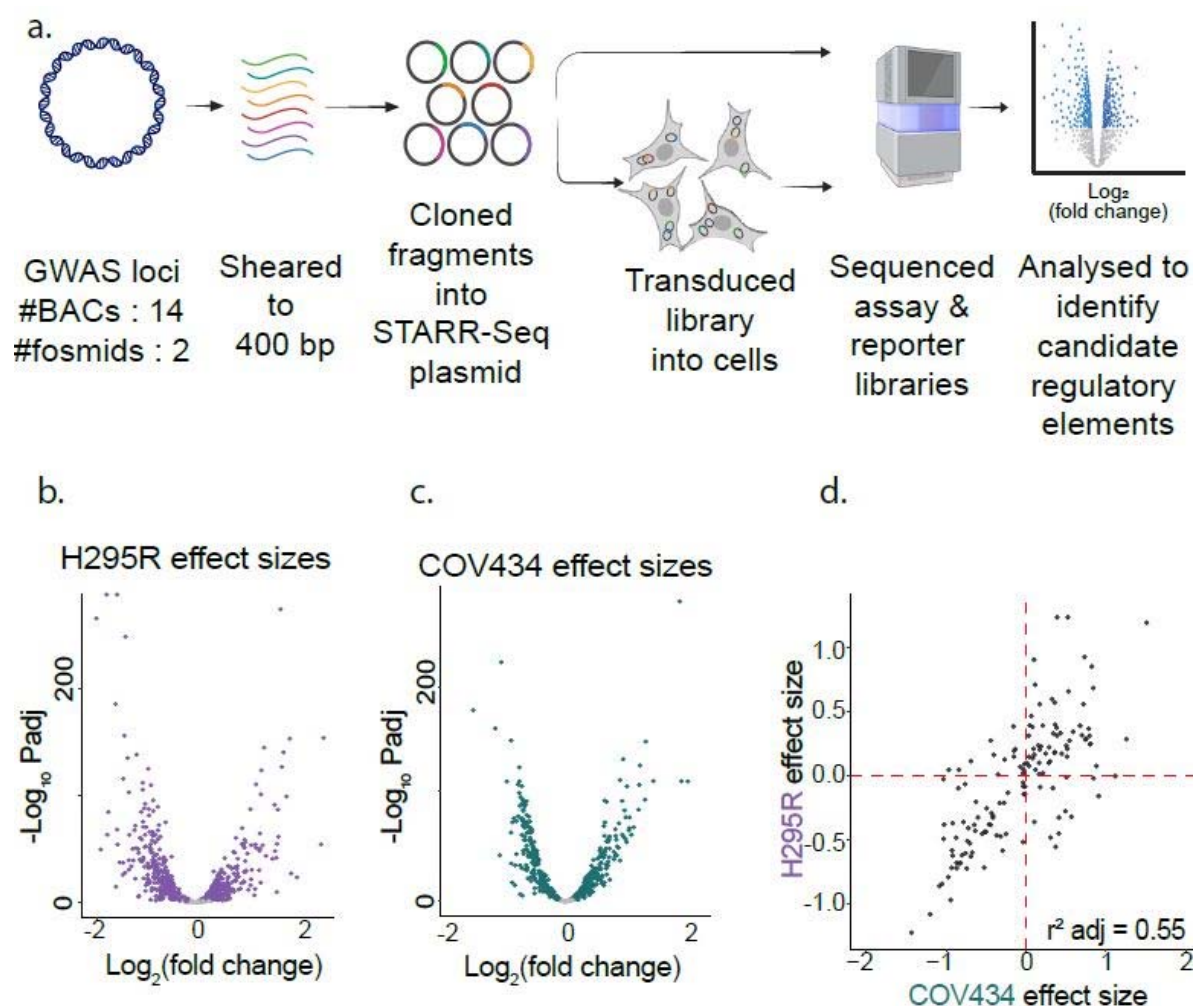 a.
GWAS loci
#BACs : 14
#fosmids : 2
Sheared
to
400 bp
Cloned
fragments
into
STARR-Seq
plasmid
Transduced
library
into cells
Sequenced
assay &
reporter
libraries
Log₂
(fold change)
Analysed to
identify
candidate
regulatory
elements
b.
H295R effect sizes
-Log₁₀ Padj
200
0
-2
0
2
Log₂(fold change)
c.
COV434 effect sizes
-Log₁₀ Padj
200
0
-2
0
2
Log₂(fold change)
d.
H295R effect size
1.0
0.5
0.0
-0.5
-1.0
r² adj = 0.55
−2
−1
0
1
2
COV434 effect size